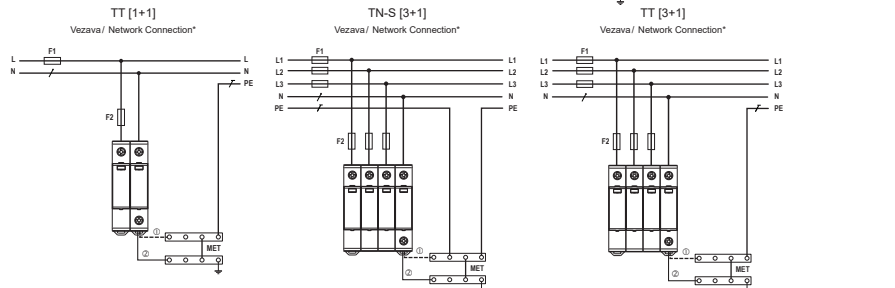 TT [1+1]
Vezava/ Network Connection*
F1
L
L
N
N
PE
F2
①
MET
②
TN-S [3+1]
Vezava/ Network Connection*
F1
L1
L1
L2
L2
L3
L3
N
N
PE
PE
F2
①
MET
②
TT [3+1]
Vezava/ Network Connection*
F1
L1
L1
L2
L2
L3
L3
N
N
PE
F2
①
MET
②